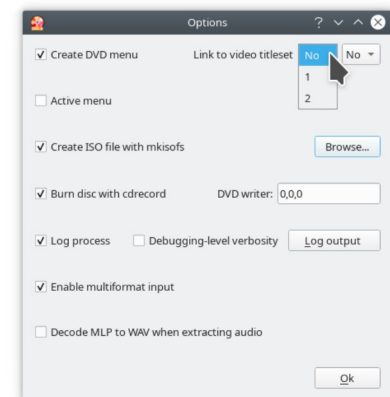 Options
Create DVD menu Link to video titleset No No
1
2
Active menu
Create ISO file with mkisofs Browse...
Burn disc with cdrecord DVD writer: 0,0,0
Log process Debugging-level verbosity Log output
Enable multiformat input
Decode MLP to WAV when extracting audio
Ok